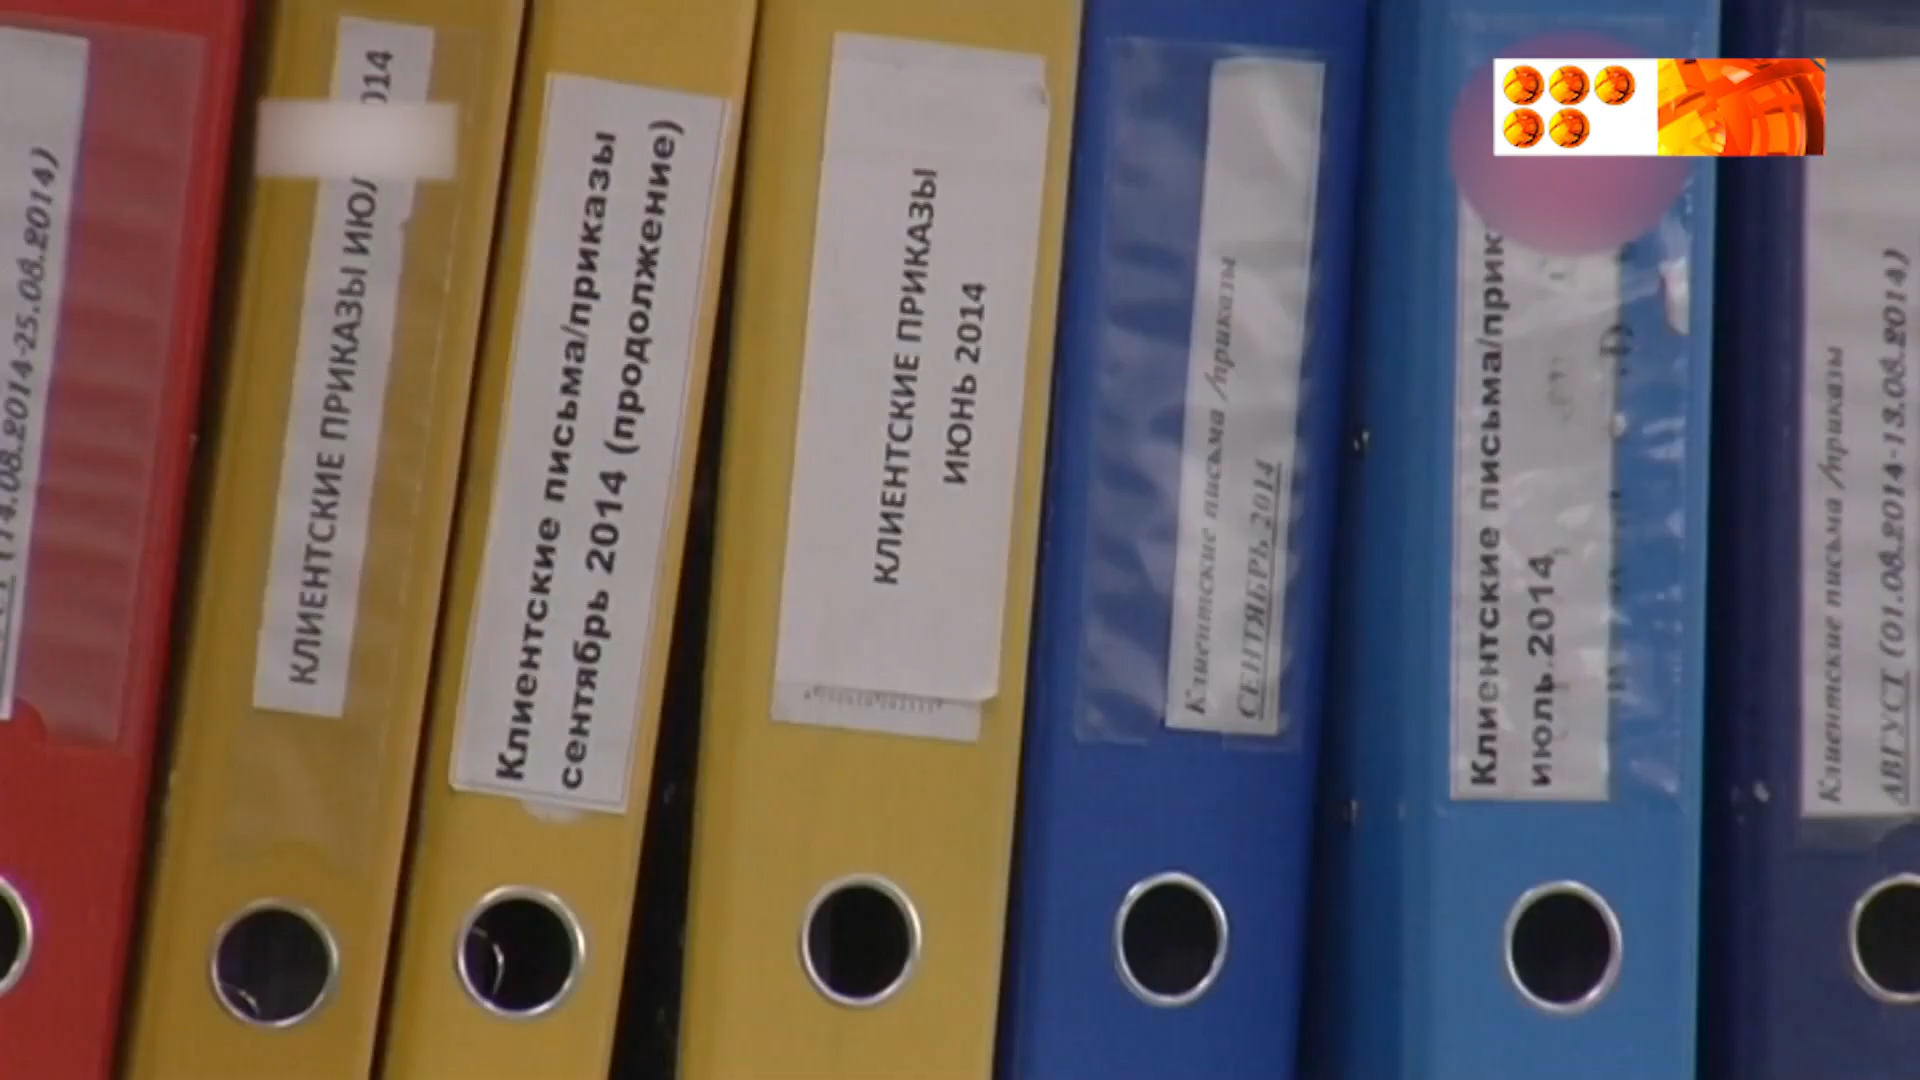 (14.08.2014-25.08.2014)
КЛИЕНТСКИЕ ПРИКАЗЫ
014
Клиентские письма/приказы
сентябрь 2014 (продолжение)
КЛИЕНТСКИЕ ПРИКАЗЫ
ИЮНЬ 2014
Клиентские письма /приказы
СЕНТЯБРЬ 2014
Клиентские письма/прик
июль 2014
Клиентские письма /приказы
АВГУСТ (01.08.2014-13.08.2014)